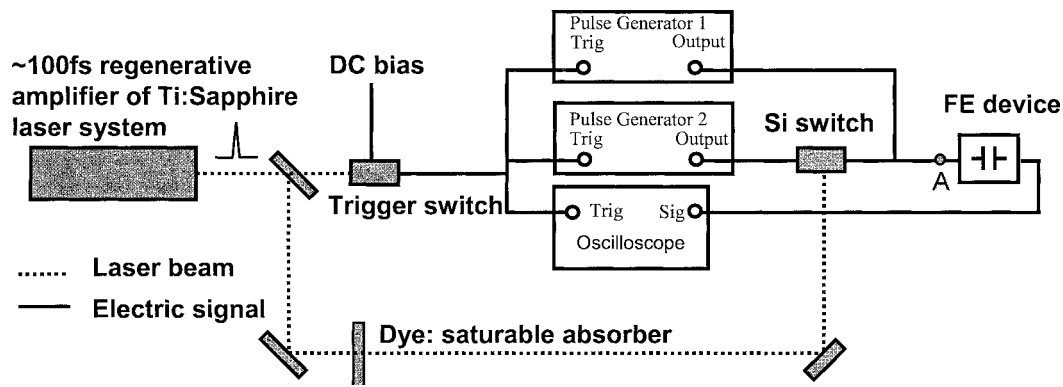 ~100fs regenerative
amplifier of Ti:Sapphire
laser system
DC bias
Trigger switch
Pulse Generator 1
Trig Output
Pulse Generator 2
Trig Output
Trig Sig
Oscilloscope
Si switch
FE device
A
Laser beam
Electric signal
Dye: saturable absorber